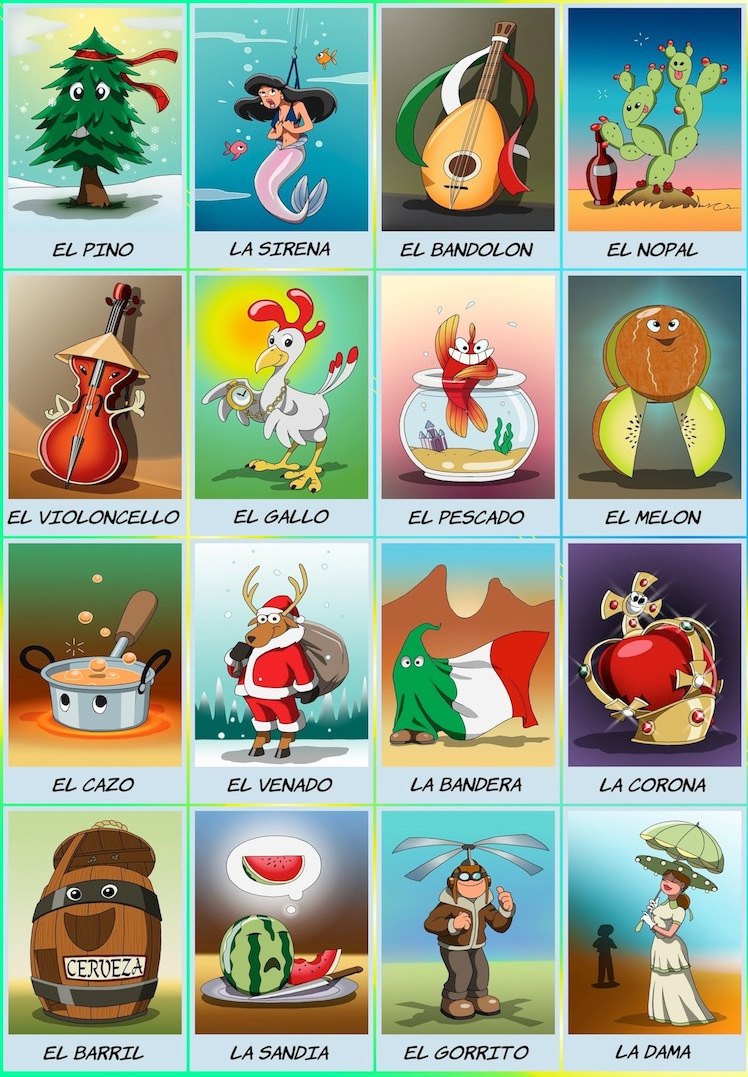 EL PINO
LA SIRENA
EL BANDOLON
EL NOPAL
EL VIOLONCELLO
EL GALLO
EL PESCADO
EL MELON
EL CAZO
EL VENADO
LA BANDERA
LA CORONA
CERVEZA
EL BARRIL
LA SANDIA
EL GORRITO
LA DAMA